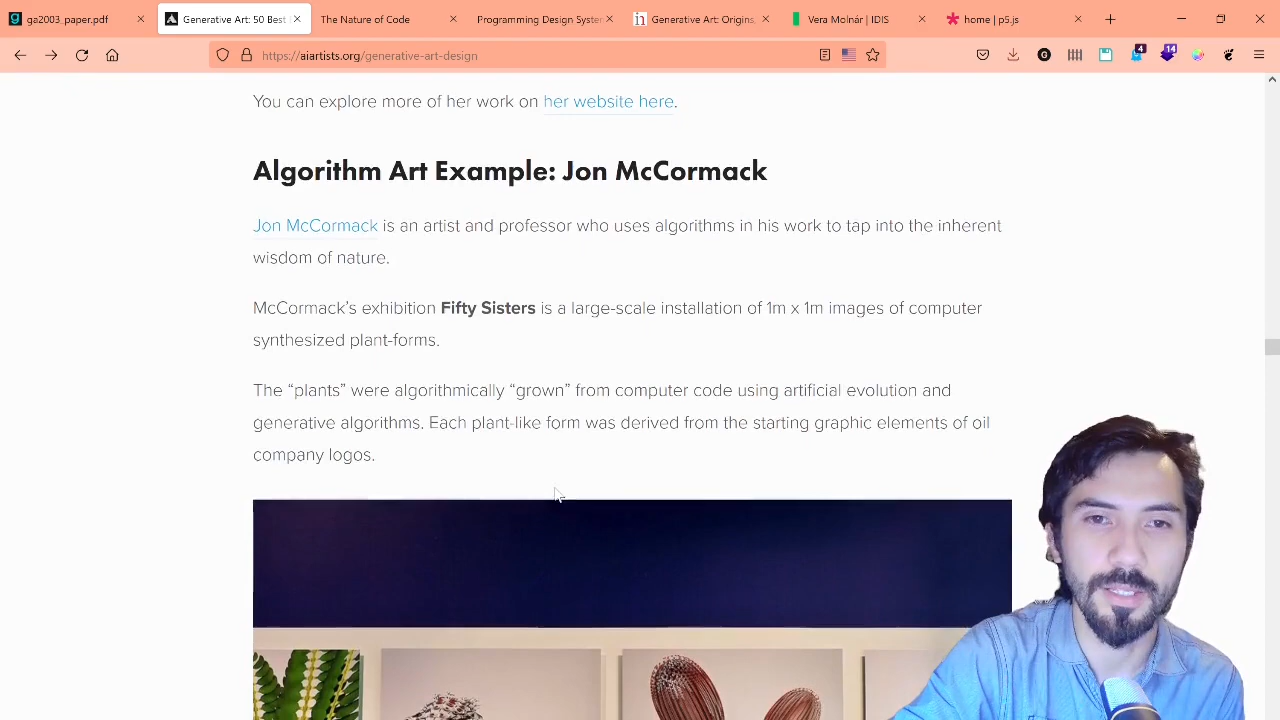 ga2003_paper.pdf
Generative Art: 50 Best
The Nature of Code
Programming Design System
Generative Art: Origins,
Vera Molnár | IDIS
home | p5.js
https://aiartists.org/generative-art-design
4
14
You can explore more of her work on her website here.
Algorithm Art Example: Jon McCormack
Jon McCormack is an artist and professor who uses algorithms in his work to tap into the inherent
wisdom of nature.
McCormack’s exhibition Fifty Sisters is a large-scale installation of 1m x 1m images of computer
synthesized plant-forms.
The “plants” were algorithmically “grown” from computer code using artificial evolution and
generative algorithms. Each plant-like form was derived from the starting graphic elements of oil
company logos.